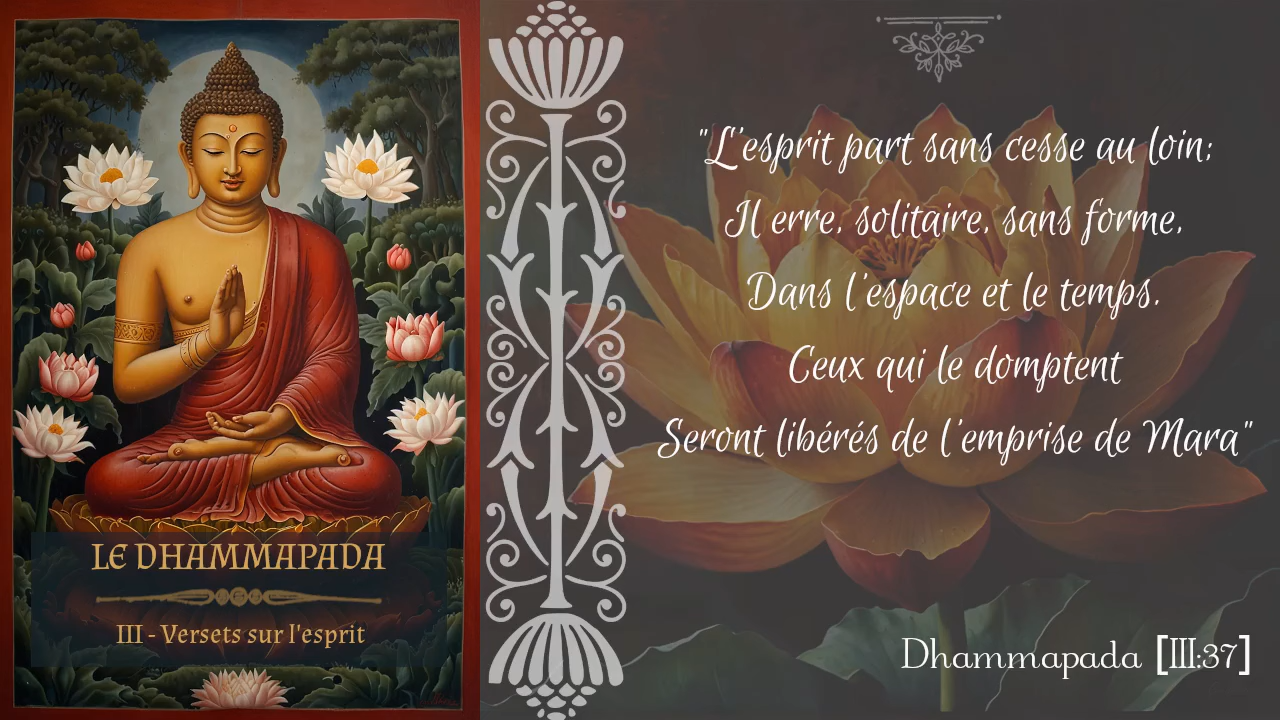 LE DHAMMAPADA
III - Versets sur l'esprit
"L'esprit part sans cesse au loin;
Il erre, solitaire, sans forme,
Dans l'espace et le temps.
Ceux qui le domptent
Seront libérés de l'emprise de Mara"
Dhammapada [III:37]